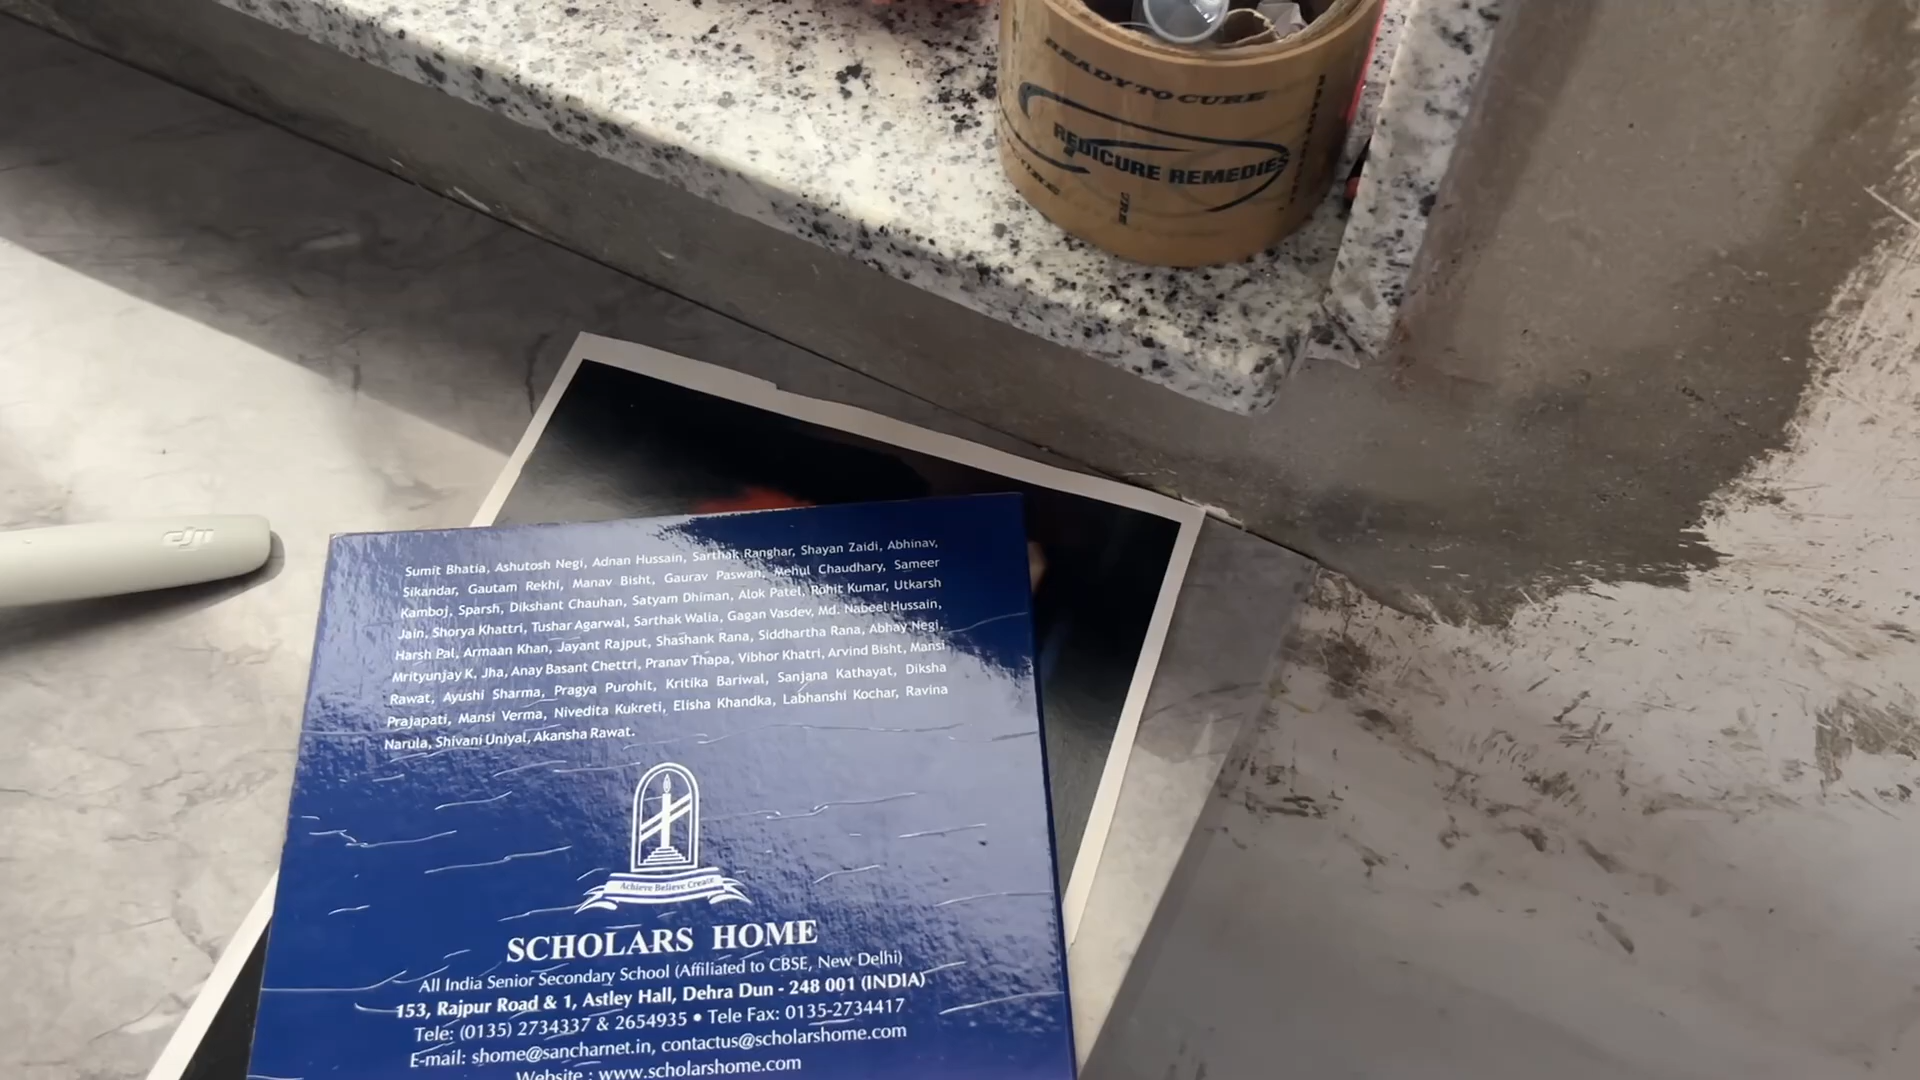 READY TO CURE
REDICURE REMEDIES
CURE
URE
dji
Sumit Bhatia, Ashutosh Negi, Adnan Hussain, Sarthak Ranghar, Shayan Zaidi, Abhinav,
Sikandar, Gautam Rekhi, Manav Bisht, Gaurav Paswan, Mehul Chaudhary, Sameer
Kamboj, Sparsh, Dikshant Chauhan, Satyam Dhiman, Alok Patel, Rohit Kumar, Utkarsh
Jain, Shorya Khattri, Tushar Agarwal, Sarthak Walia, Gagan Vasdev, Md. Nabeel Hussain,
Harsh Pal, Armaan Khan, Jayant Rajput, Shashank Rana, Siddhartha Rana, Abhay Negi,
Mrityunjay K. Jha, Anay Basant Chettri, Pranav Thapa, Vibhor Khatri, Arvind Bisht, Mansi
Rawat, Ayushi Sharma, Pragya Purohit, Kritika Bariwal, Sanjana Kathayat, Diksha
Prajapati, Mansi Verma, Nivedita Kukreti, Elisha Khandka, Labhanshi Kochar, Ravina
Narula, Shivani Uniyal, Akansha Rawat.
Achieve Believe Create
SCHOLARS HOME
All India Senior Secondary School (Affiliated to CBSE, New Delhi)
153, Rajpur Road & 1, Astley Hall, Dehra Dun - 248 001 (INDIA)
Tele: (0135) 2734337 & 2654935 • Tele Fax: 0135-2734417
E-mail: shome@sancharnet.in, contactus@scholarshome.com
Website : www.scholarshome.com